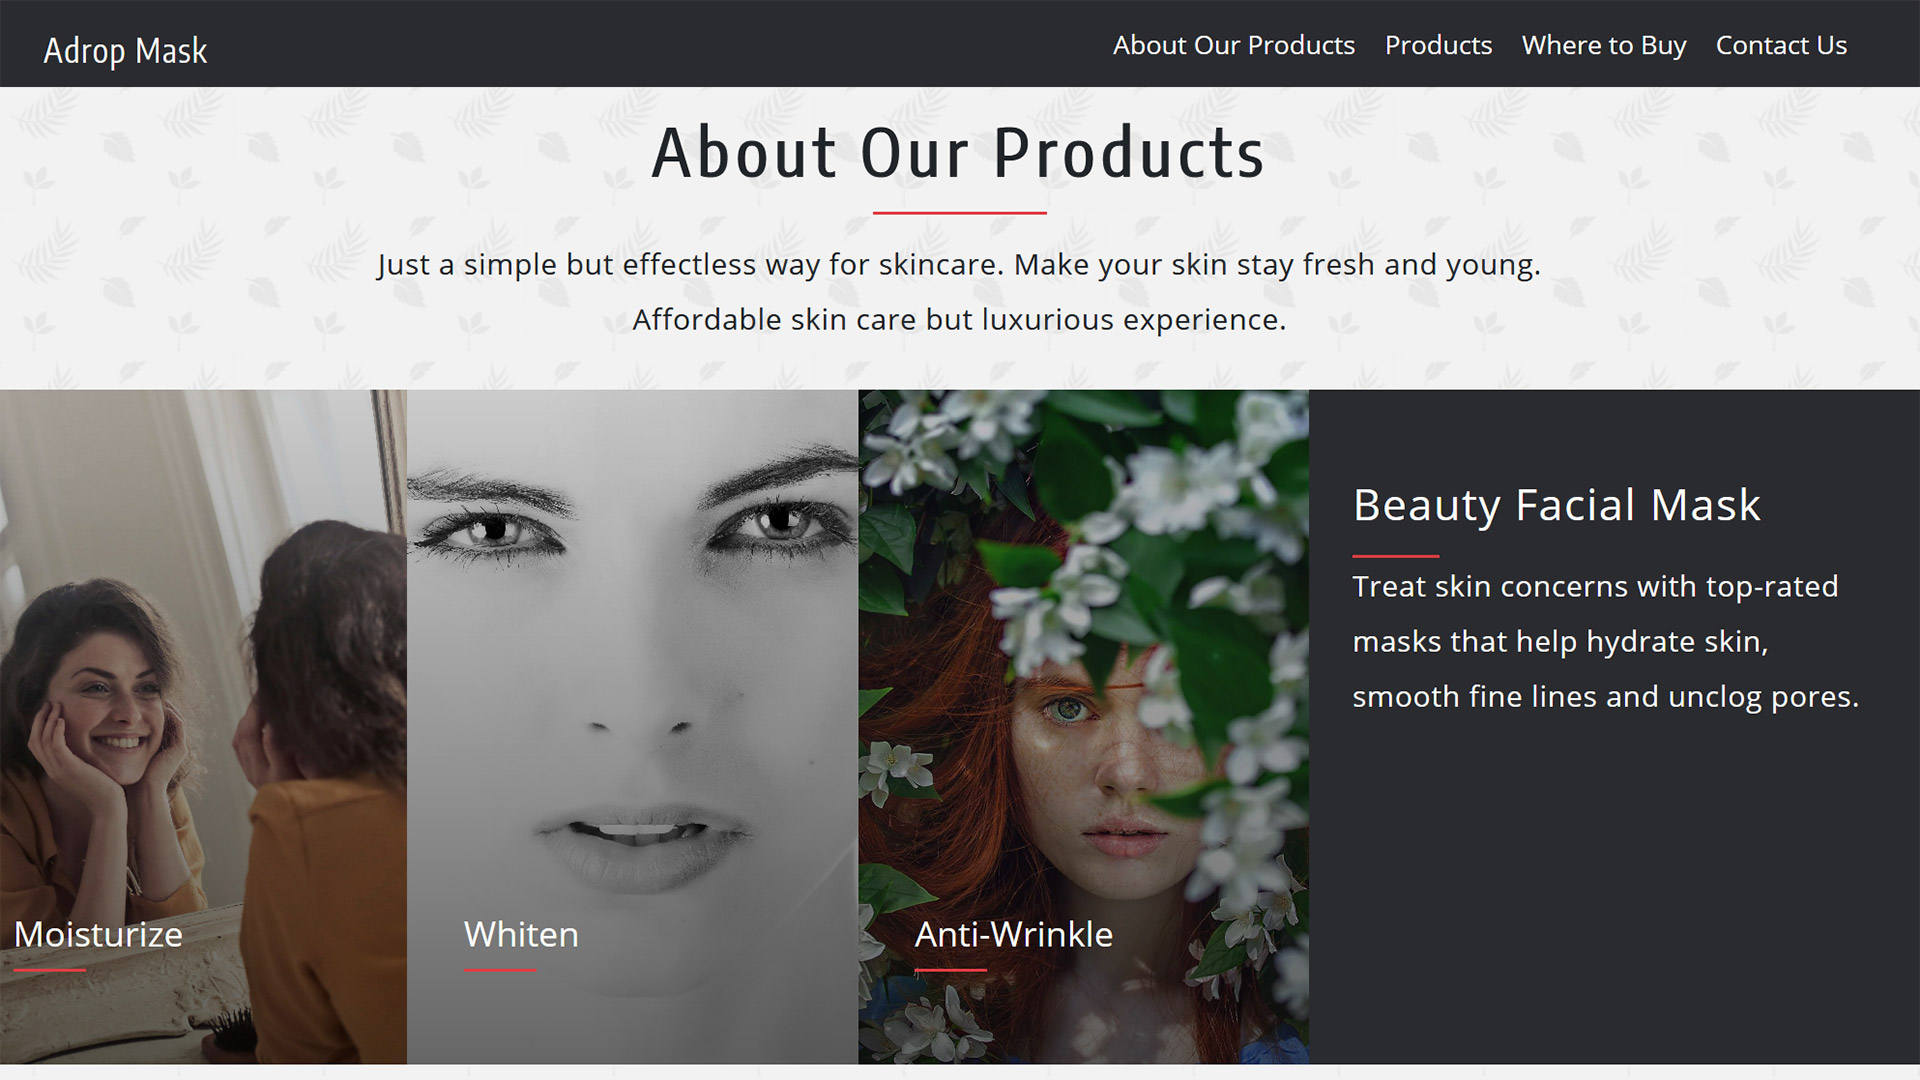 Adrop Mask
About Our Products Products Where to Buy Contact Us
About Our Products
Just a simple but effectless way for skincare. Make your skin stay fresh and young.
Affordable skin care but luxurious experience.
Beauty Facial Mask
Treat skin concerns with top-rated
masks that help hydrate skin,
smooth fine lines and unclog pores.
Moisturize
Whiten
Anti-Wrinkle